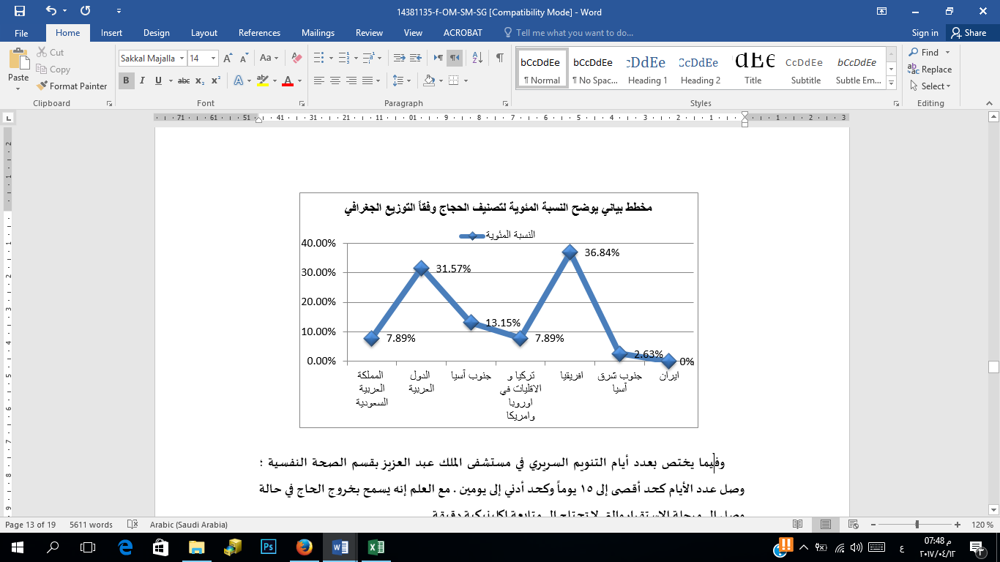 14381135-f-OM-SM-SG [Compatibility Mode] - Word
File Home Insert Design Layout References Mailings Review View ACROBAT Tell me what you want to do... Sign in Share
Paste
Cut
Copy
Format Painter
Clipboard
Sakkal Majalla 14
Font
Paragraph
bCcDdEe bCcDdEe cDdEe CcDdEe dEe CcDdEe bCcDdEe
¶ Normal ¶ No Spac... Heading 1 Heading 2 Title Subtitle Subtle Em...
Styles
Find
Replace
Select
Editing
مخطط بياني يوضح النسبة المئوية لتصنيف الحجاج وفقاً التوزيع الجغرافي
النسبة المئوية
40.00%
30.00%
20.00%
10.00%
0.00%
7.89%
31.57%
13.15%
7.89%
36.84%
2.63%
0%
المملكة
العربية
السعودية
الدول
العربية
جنوب آسيا
تركيا و
الاقليات في
اوروبا
وامريكا
افريقيا
جنوب شرق
آسيا
ايران
وفيما يختص بعدد أيام التنويم السريري في مستشفى الملك عبد العزيز بقسم الصحة النفسية ؛
وصل عدد الأيام كحد أقصى إلى ١٥ يوماً وكحد أدني إلى يومين . مع العلم إنه يسمح بخروج الحاج في حالة
Page 13 of 19 5611 words Arabic (Saudi Arabia) 120 %
ع
07:48 م
٢٠١٧/٠٤/١٢